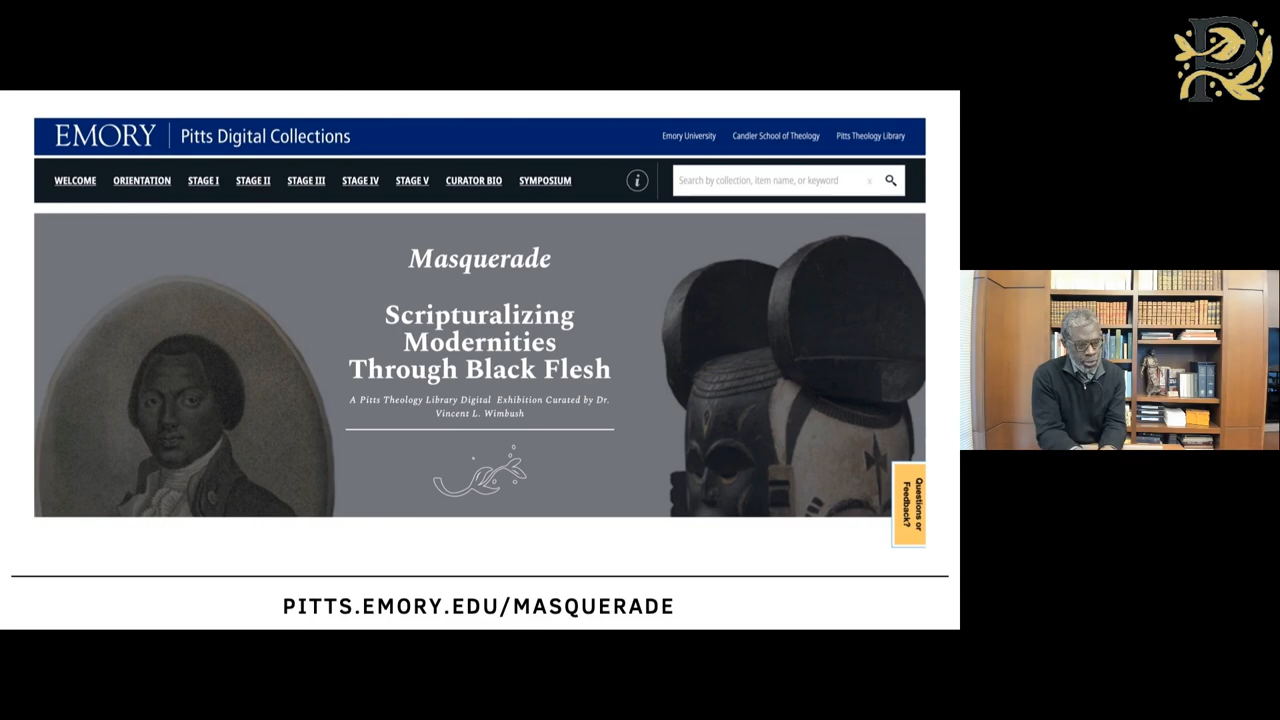 EMORY | Pitts Digital Collections
Emory University Candler School of Theology Pitts Theology Library
WELCOME ORIENTATION STAGE I STAGE II STAGE III STAGE IV STAGE V CURATOR BIO SYMPOSIUM
i
Search by collection, item name, or keyword x
Masquerade
Scripturalizing
Modernities
Through Black Flesh
A Pitts Theology Library Digital Exhibition Curated by Dr.
Vincent L. Wimbush
Questions or
Feedback?
PITTS.EMORY.EDU/MASQUERADE
P